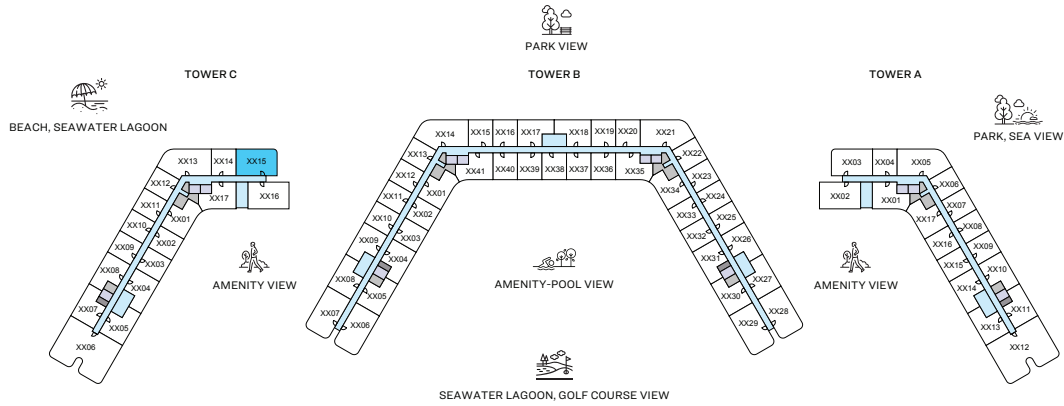 PARK VIEW
TOWER C
TOWER B
TOWER A
BEACH, SEAWATER LAGOON
PARK, SEA VIEW
XX13
XX14
XX15
XX12
XX11
XX10
XX09
XX08
XX07
XX06
XX01
XX17
XX16
XX02
XX03
XX04
XX05
XX14
XX15
XX16
XX17
XX18
XX19
XX20
XX21
XX13
XX12
XX11
XX10
XX09
XX08
XX07
XX41
XX40
XX39
XX38
XX37
XX36
XX35
XX01
XX02
XX03
XX04
XX05
XX06
XX22
XX23
XX24
XX25
XX26
XX27
XX28
XX34
XX33
XX32
XX31
XX30
XX29
XX03
XX04
XX05
XX02
XX01
XX17
XX06
XX07
XX08
XX09
XX10
XX11
XX12
XX16
XX15
XX14
XX13
AMENITY VIEW
AMENITY-POOL VIEW
AMENITY VIEW
SEAWATER LAGOON, GOLF COURSE VIEW